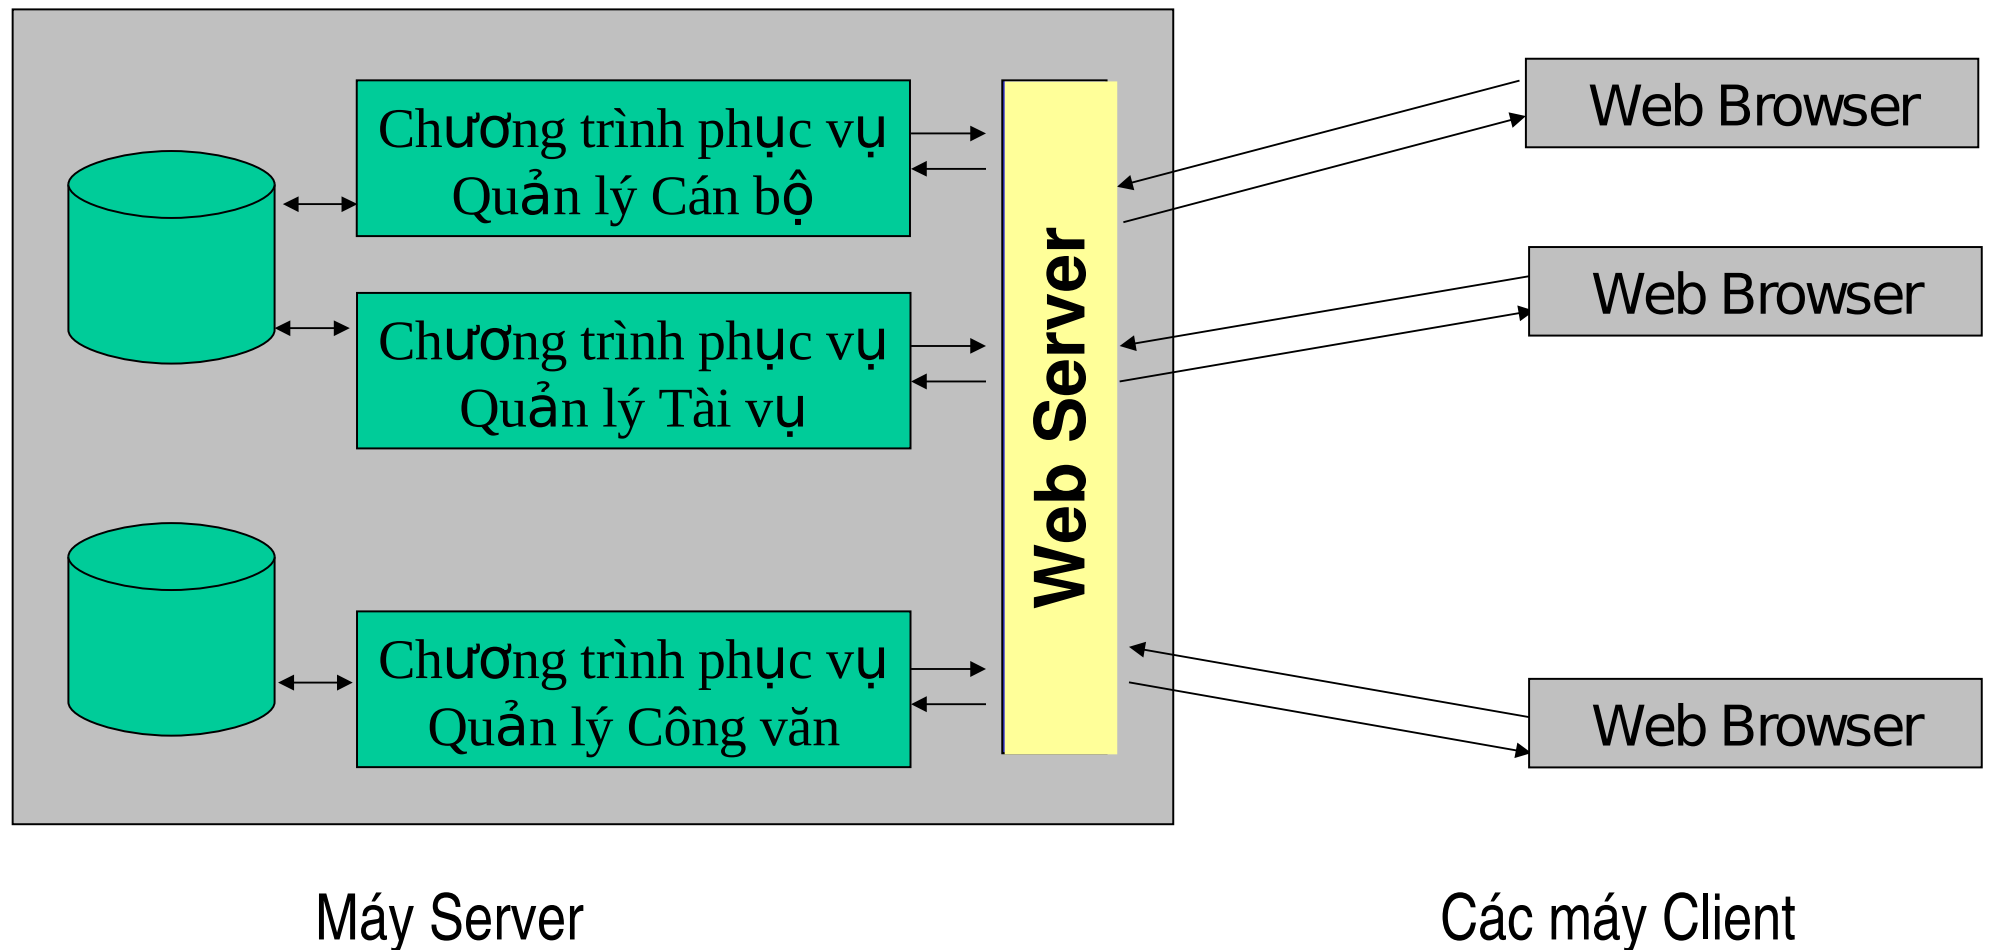 Chương trình phục vụ
Quản lý Cán bộ
Chương trình phục vụ
Quản lý Tài vụ
Chương trình phục vụ
Quản lý Công văn
Web Server
Web Browser
Web Browser
Web Browser
Máy Server
Các máy Client